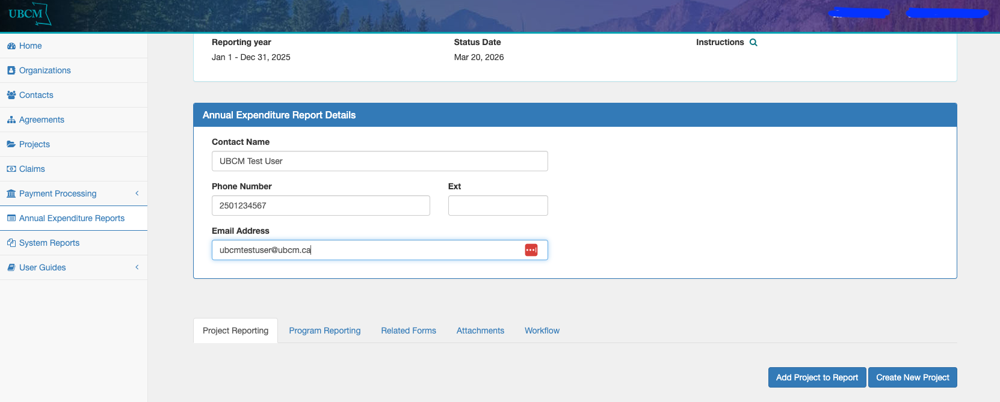 UBCM
Home
Organizations
Contacts
Agreements
Projects
Claims
Payment Processing
Annual Expenditure Reports
System Reports
User Guides
Reporting year
Status Date
Instructions
Jan 1 - Dec 31, 2025
Mar 20, 2026
Annual Expenditure Report Details
Contact Name
UBCM Test User
Phone Number
Ext
2501234567
Email Address
ubcmtestuser@ubcm.ca
Project Reporting
Program Reporting
Related Forms
Attachments
Workflow
Add Project to Report
Create New Project